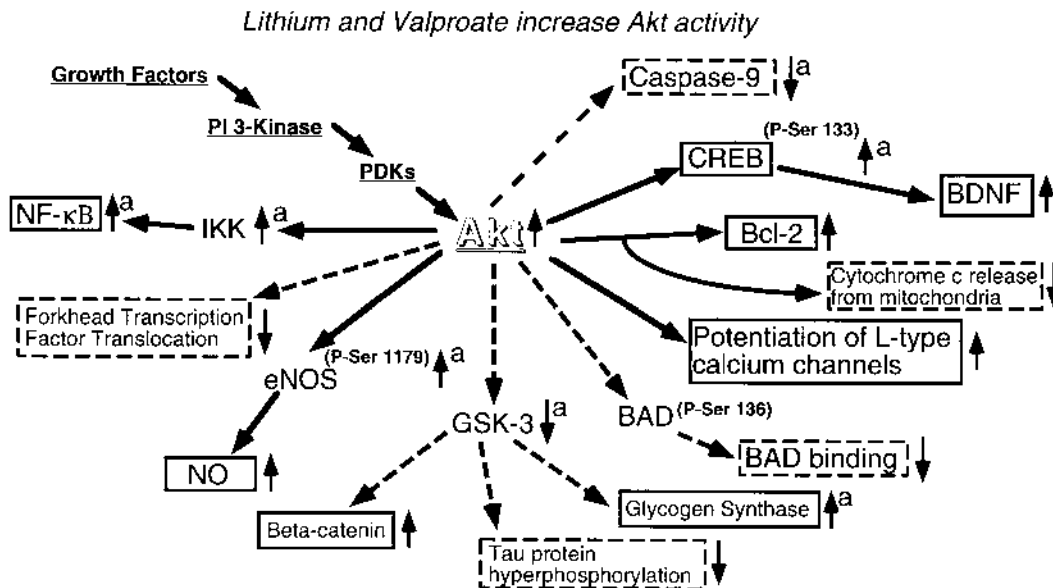 Lithium and Valproate increase Akt activity
Growth Factors
PI 3-Kinase
PDKs
Akt
Caspase-9
a
CREB
(P-Ser 133)
a
BDNF
Bcl-2
Cytochrome c release
from mitochondria
Potentiation of L-type
calcium channels
NF-κB
a
IKK
a
Forkhead Transcription
Factor Translocation
eNOS
(P-Ser 1179)
a
NO
GSK-3
a
BAD
(P-Ser 136)
BAD binding
Beta-catenin
Tau protein
hyperphosphorylation
Glycogen Synthase
a